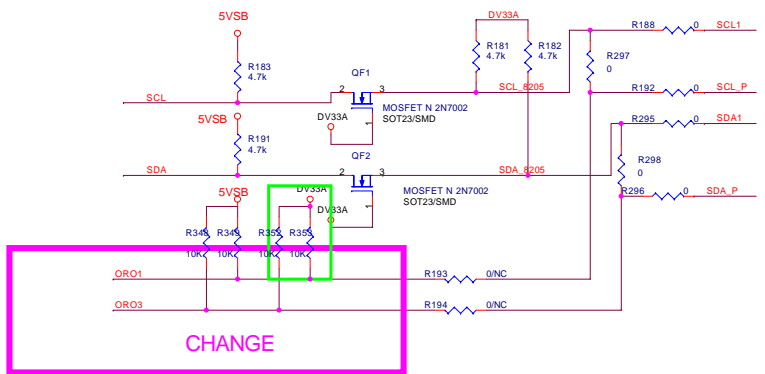 5VSB
DV33A
R188
0
SCL1
R183
4.7k
R181
4.7k
R182
4.7k
R297
0
QF1
SCL
2
3
SCL_8205
R192
0
SCL_P
MOSFET N 2N7002
SOT23/SMD
1
DV33A
5VSB
R295
0
SDA1
R191
4.7k
QF2
R298
0
SDA
2
3
SDA_8205
MOSFET N 2N7002
SOT23/SMD
1
5VSB
DV33A
DV33A
R296
0
SDA_P
R348
10K
R349
10K
R352
10K
R353
10K
ORO1
R193
0/NC
ORO3
R194
0/NC
CHANGE